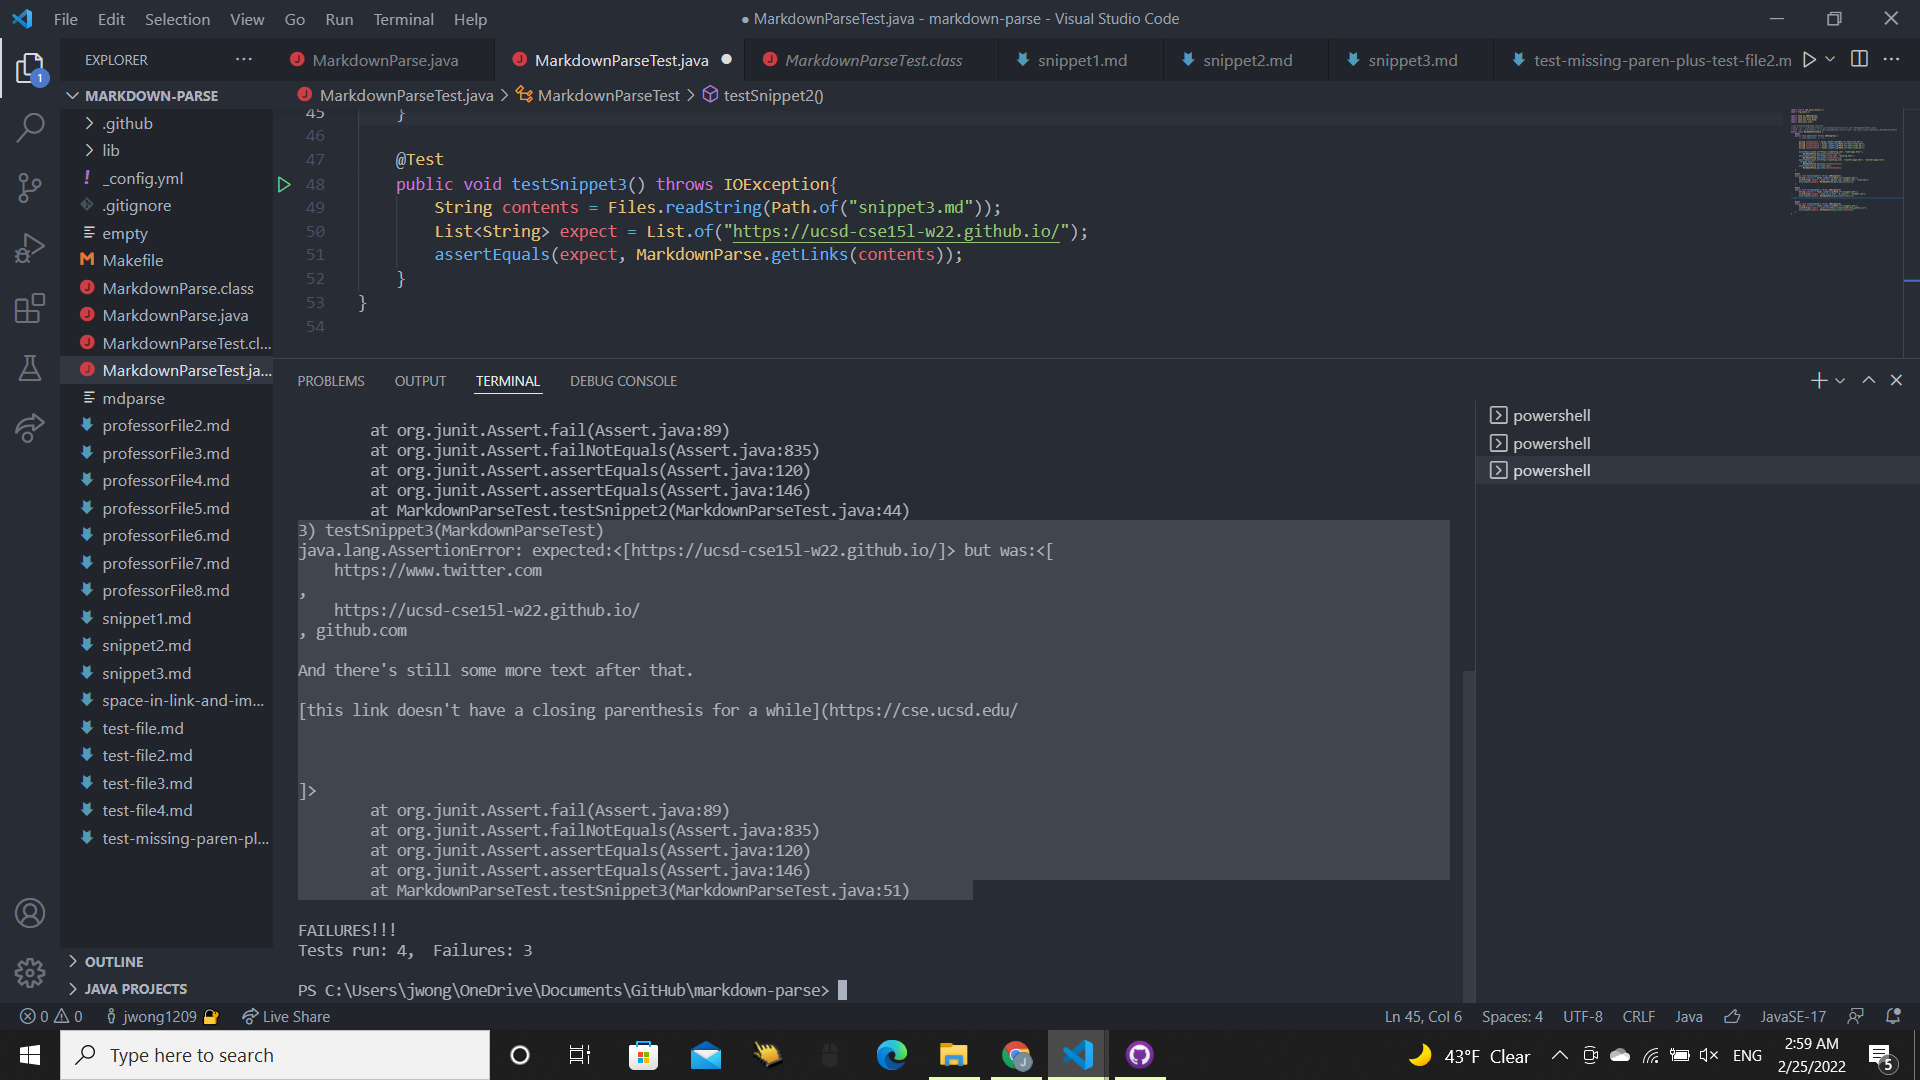 File Edit Selection View Go Run Terminal Help
● MarkdownParseTest.java - markdown-parse - Visual Studio Code
EXPLORER ···
MarkdownParse.java
MarkdownParseTest.java ●
MarkdownParseTest.class
snippet1.md
snippet2.md
snippet3.md
test-missing-paren-plus-test-file2.m
MARKDOWN-PARSE
MarkdownParseTest.java > MarkdownParseTest > testSnippet2()
.github
lib
_config.yml
.gitignore
empty
Makefile
MarkdownParse.class
MarkdownParse.java
MarkdownParseTest.cl...
MarkdownParseTest.ja...
mdparse
professorFile2.md
professorFile3.md
professorFile4.md
professorFile5.md
professorFile6.md
professorFile7.md
professorFile8.md
snippet1.md
snippet2.md
snippet3.md
space-in-link-and-im...
test-file.md
test-file2.md
test-file3.md
test-file4.md
test-missing-paren-pl...
OUTLINE
JAVA PROJECTS
1
45 }
46
47 @Test
48 public void testSnippet3() throws IOException{
49 String contents = Files.readString(Path.of("snippet3.md"));
50 List<String> expect = List.of("https://ucsd-cse15l-w22.github.io/");
51 assertEquals(expect, MarkdownParse.getLinks(contents));
52 }
53 }
54
PROBLEMS OUTPUT TERMINAL DEBUG CONSOLE
at org.junit.Assert.fail(Assert.java:89)
at org.junit.Assert.failNotEquals(Assert.java:835)
at org.junit.Assert.assertEquals(Assert.java:120)
at org.junit.Assert.assertEquals(Assert.java:146)
at MarkdownParseTest.testSnippet2(MarkdownParseTest.java:44)
3) testSnippet3(MarkdownParseTest)
java.lang.AssertionError: expected:<[https://ucsd-cse15l-w22.github.io/]> but was:<[
https://www.twitter.com
,
https://ucsd-cse15l-w22.github.io/
, github.com
And there's still some more text after that.
[this link doesn't have a closing parenthesis for a while](https://cse.ucsd.edu/
]>
at org.junit.Assert.fail(Assert.java:89)
at org.junit.Assert.failNotEquals(Assert.java:835)
at org.junit.Assert.assertEquals(Assert.java:120)
at org.junit.Assert.assertEquals(Assert.java:146)
at MarkdownParseTest.testSnippet3(MarkdownParseTest.java:51)
FAILURES!!!
Tests run: 4,  Failures: 3
PS C:\Users\jwong\OneDrive\Documents\GitHub\markdown-parse>
powershell
powershell
powershell
0 0 jwong1209 Live Share
Ln 45, Col 6 Spaces: 4 UTF-8 CRLF Java JavaSE-17
Type here to search
43°F Clear
ENG
2:59 AM
2/25/2022
5